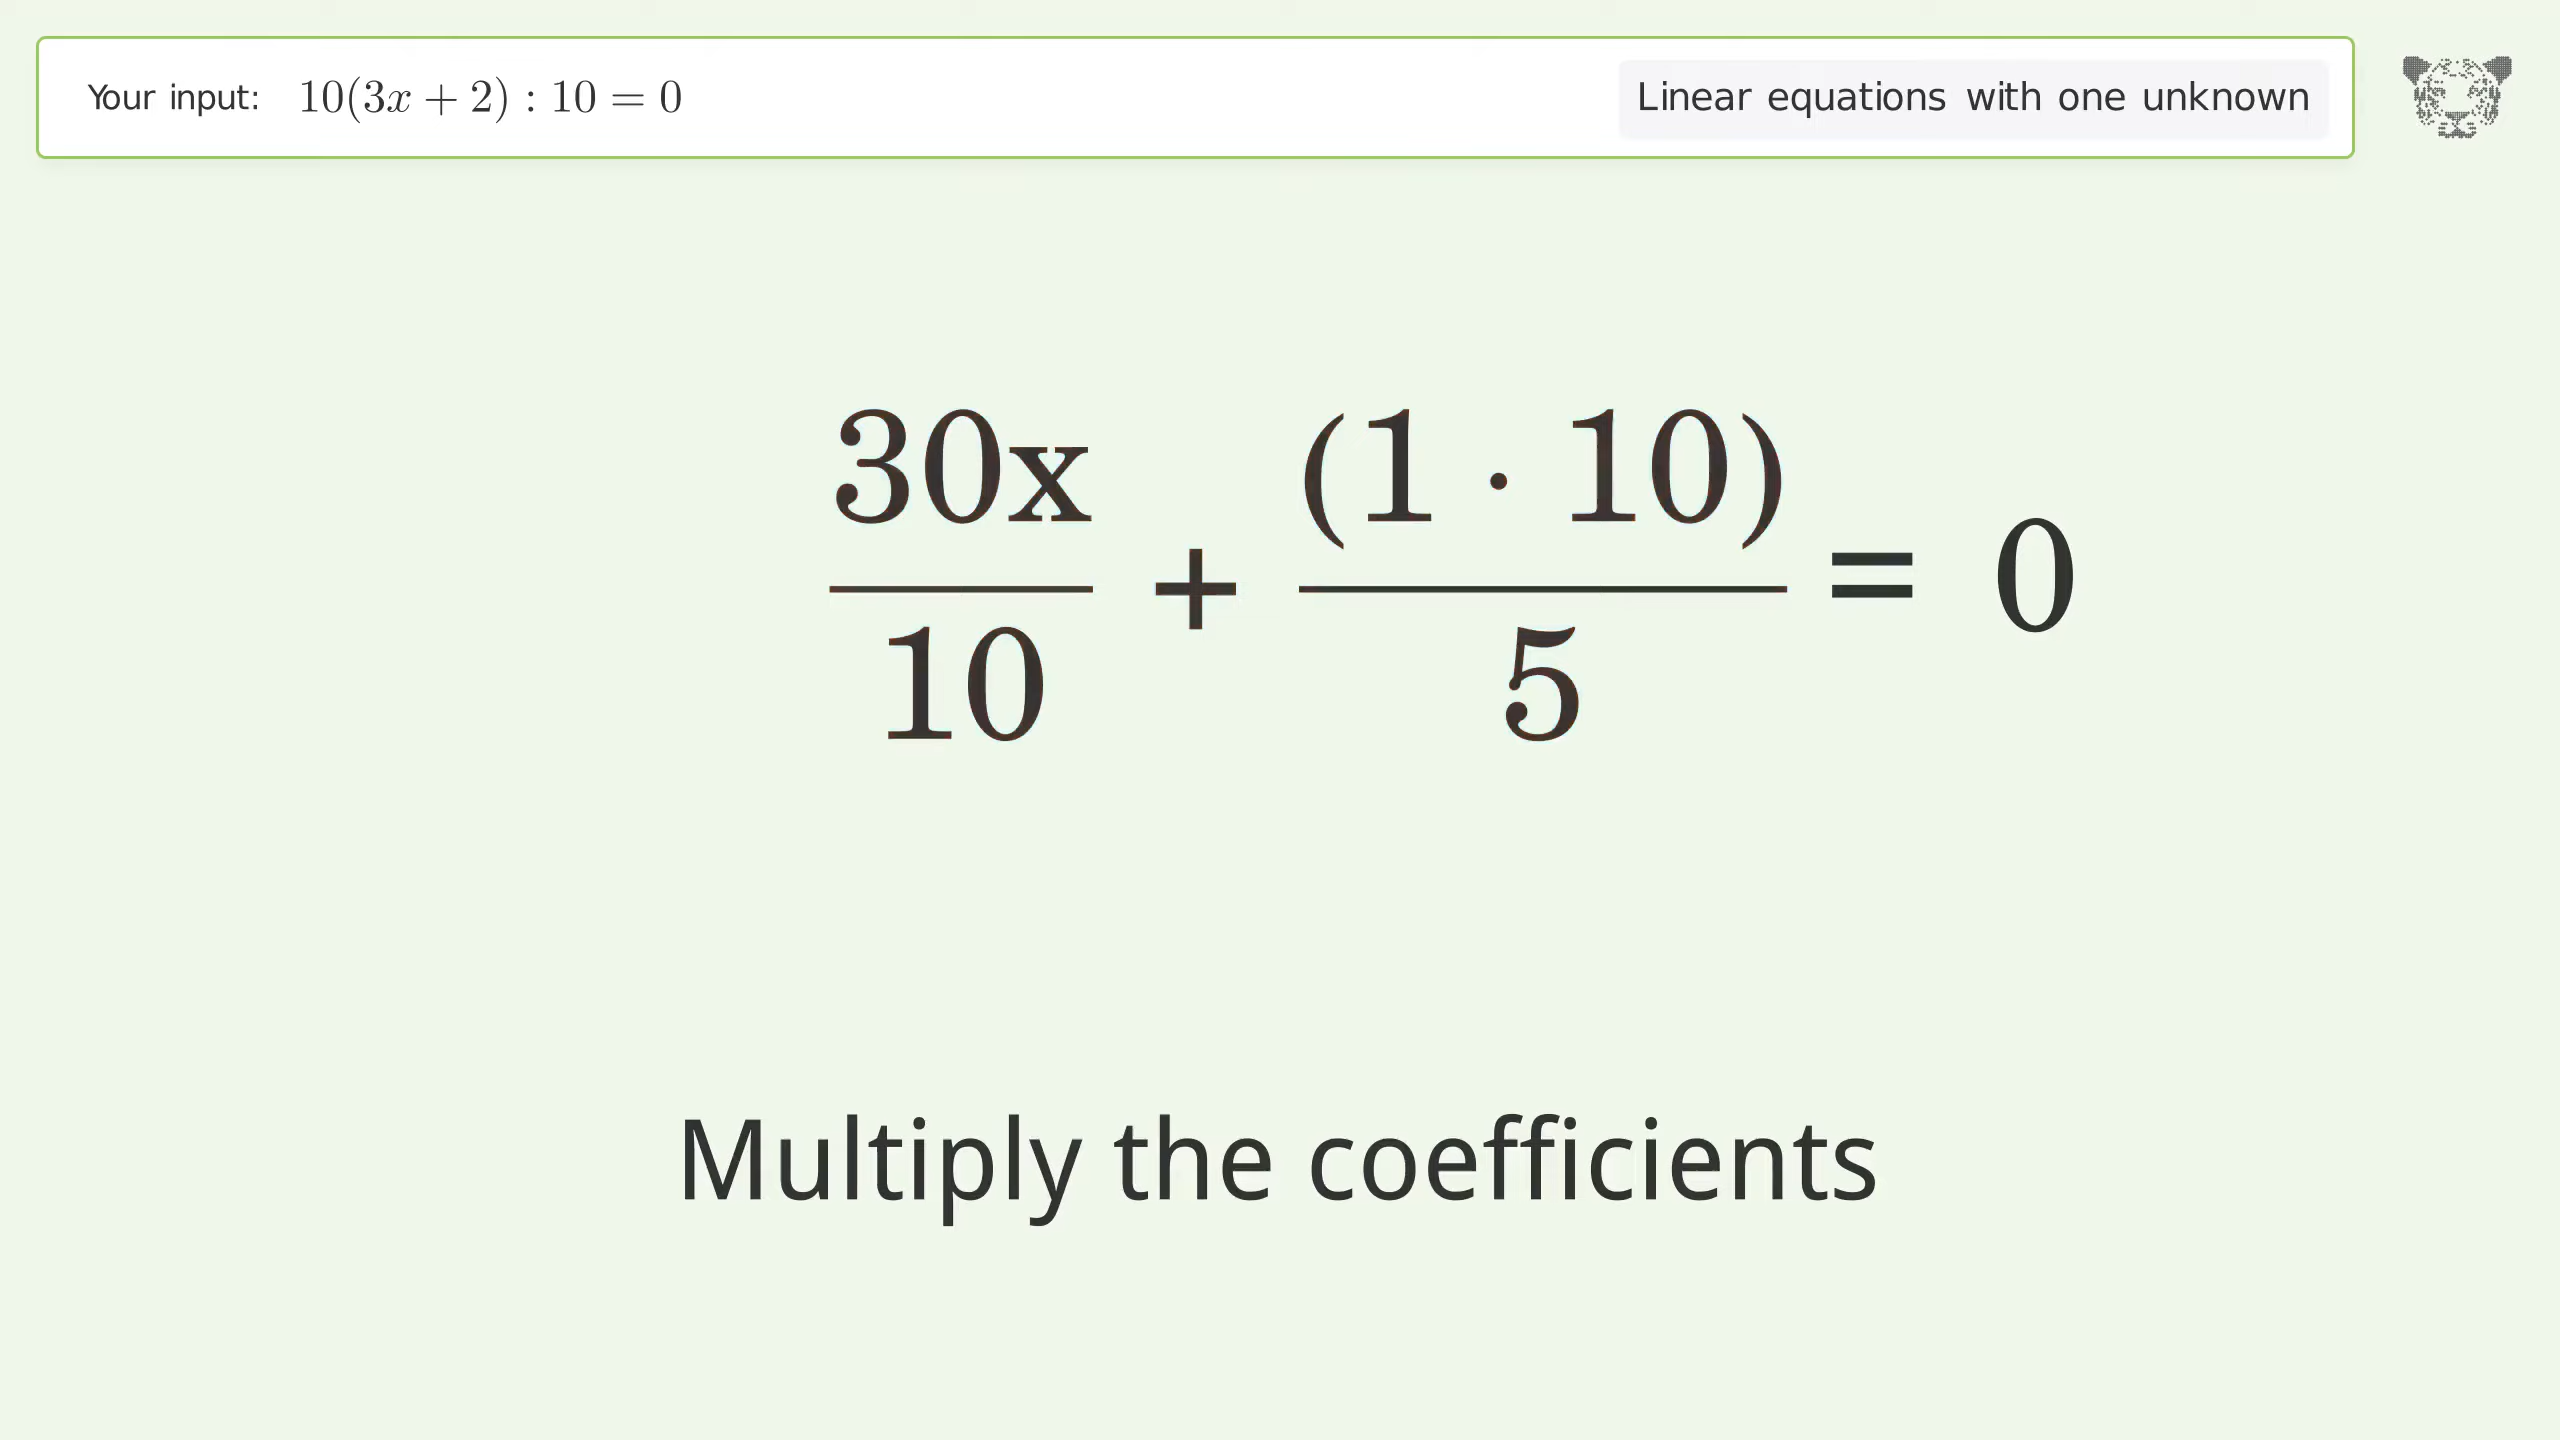 Your input: 10(3x + 2) : 10 = 0
Linear equations with one unknown
30x/10 + (1 · 10)/5 = 0
Multiply the coefficients